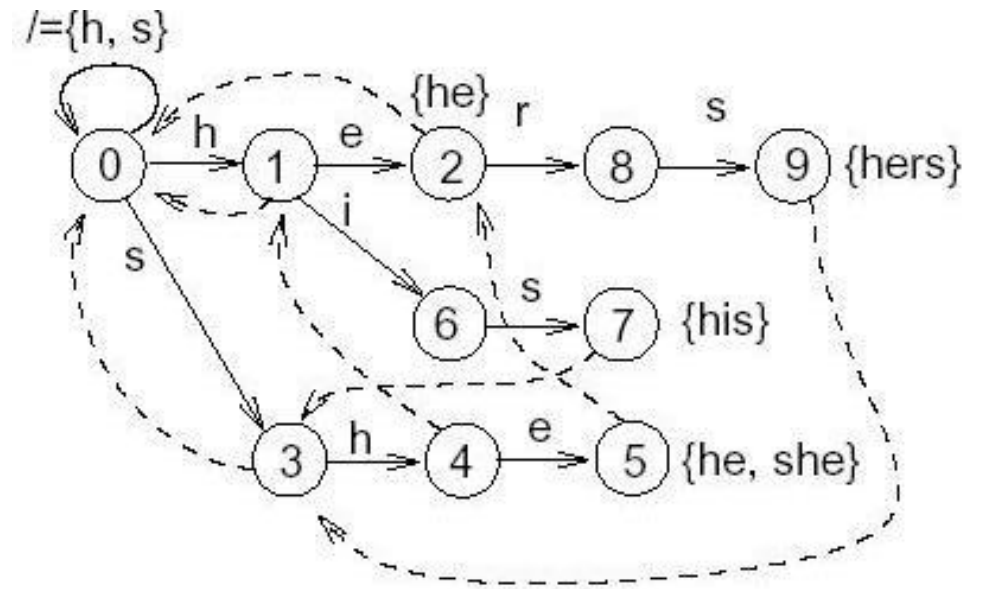 /={h, s}
{he}
h
e
r
s
0
1
2
8
9
{hers}
i
s
s
6
7
{his}
h
e
3
4
5
{he, she}